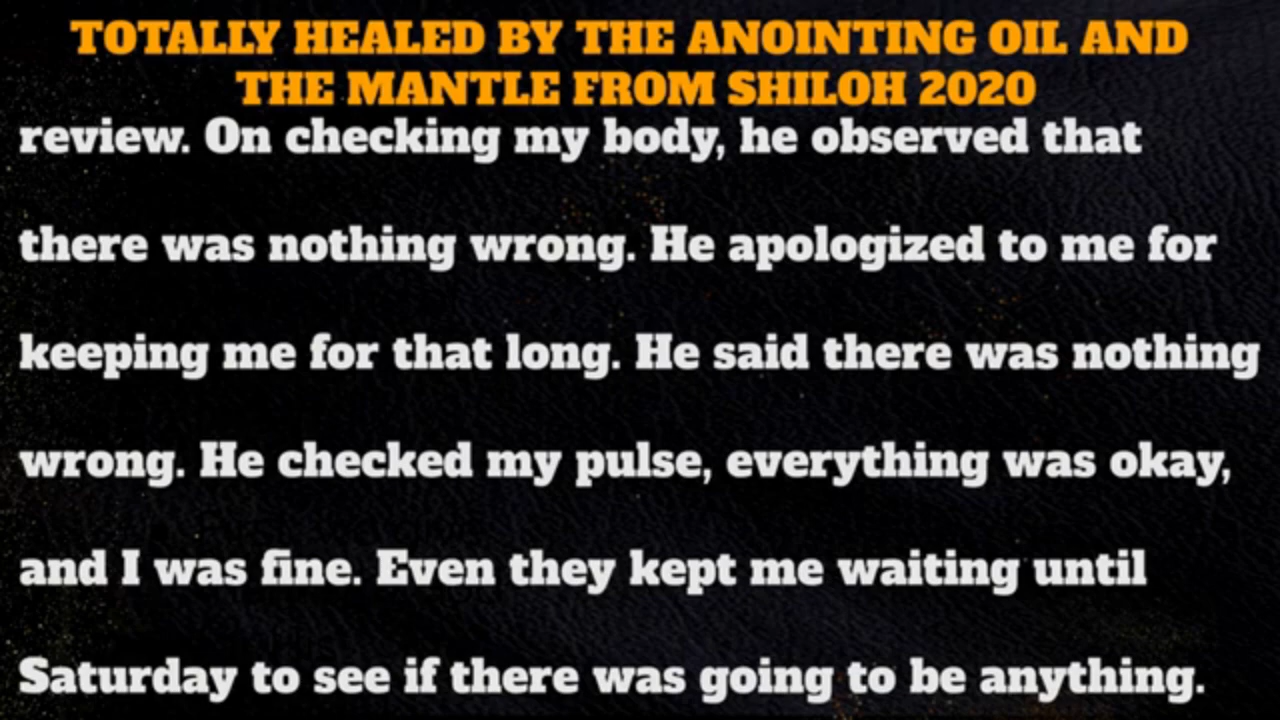 TOTALLY HEALED BY THE ANOINTING OIL AND
THE MANTLE FROM SHILOH 2020
review. On checking my body, he observed that
there was nothing wrong. He apologized to me for
keeping me for that long. He said there was nothing
wrong. He checked my pulse, everything was okay,
and I was fine. Even they kept me waiting until
Saturday to see if there was going to be anything.